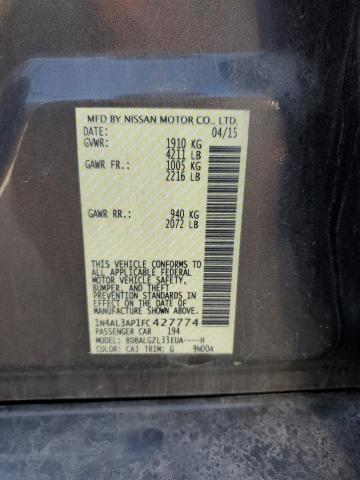 MFD BY NISSAN MOTOR CO., LTD.
DATE: 04/15
GVWR: 1910 KG
4211 LB
GAWR FR: 1005 KG
2216 LB
GAWR RR: 940 KG
2072 LB
THIS VEHICLE CONFORMS TO ALL
APPLICABLE FEDERAL MOTOR
VEHICLE SAFETY,
BUMPER, AND THEFT
PREVENTION STANDARDS IN
EFFECT ON THE DATE OF
MANUFACTURE SHOWN ABOVE.
1N4AL3AP1FC427774
PASSENGER CAR 194
MODEL: BDBALGZL33EUA----H
COLOR: CAJ TRIM: G 9N00A